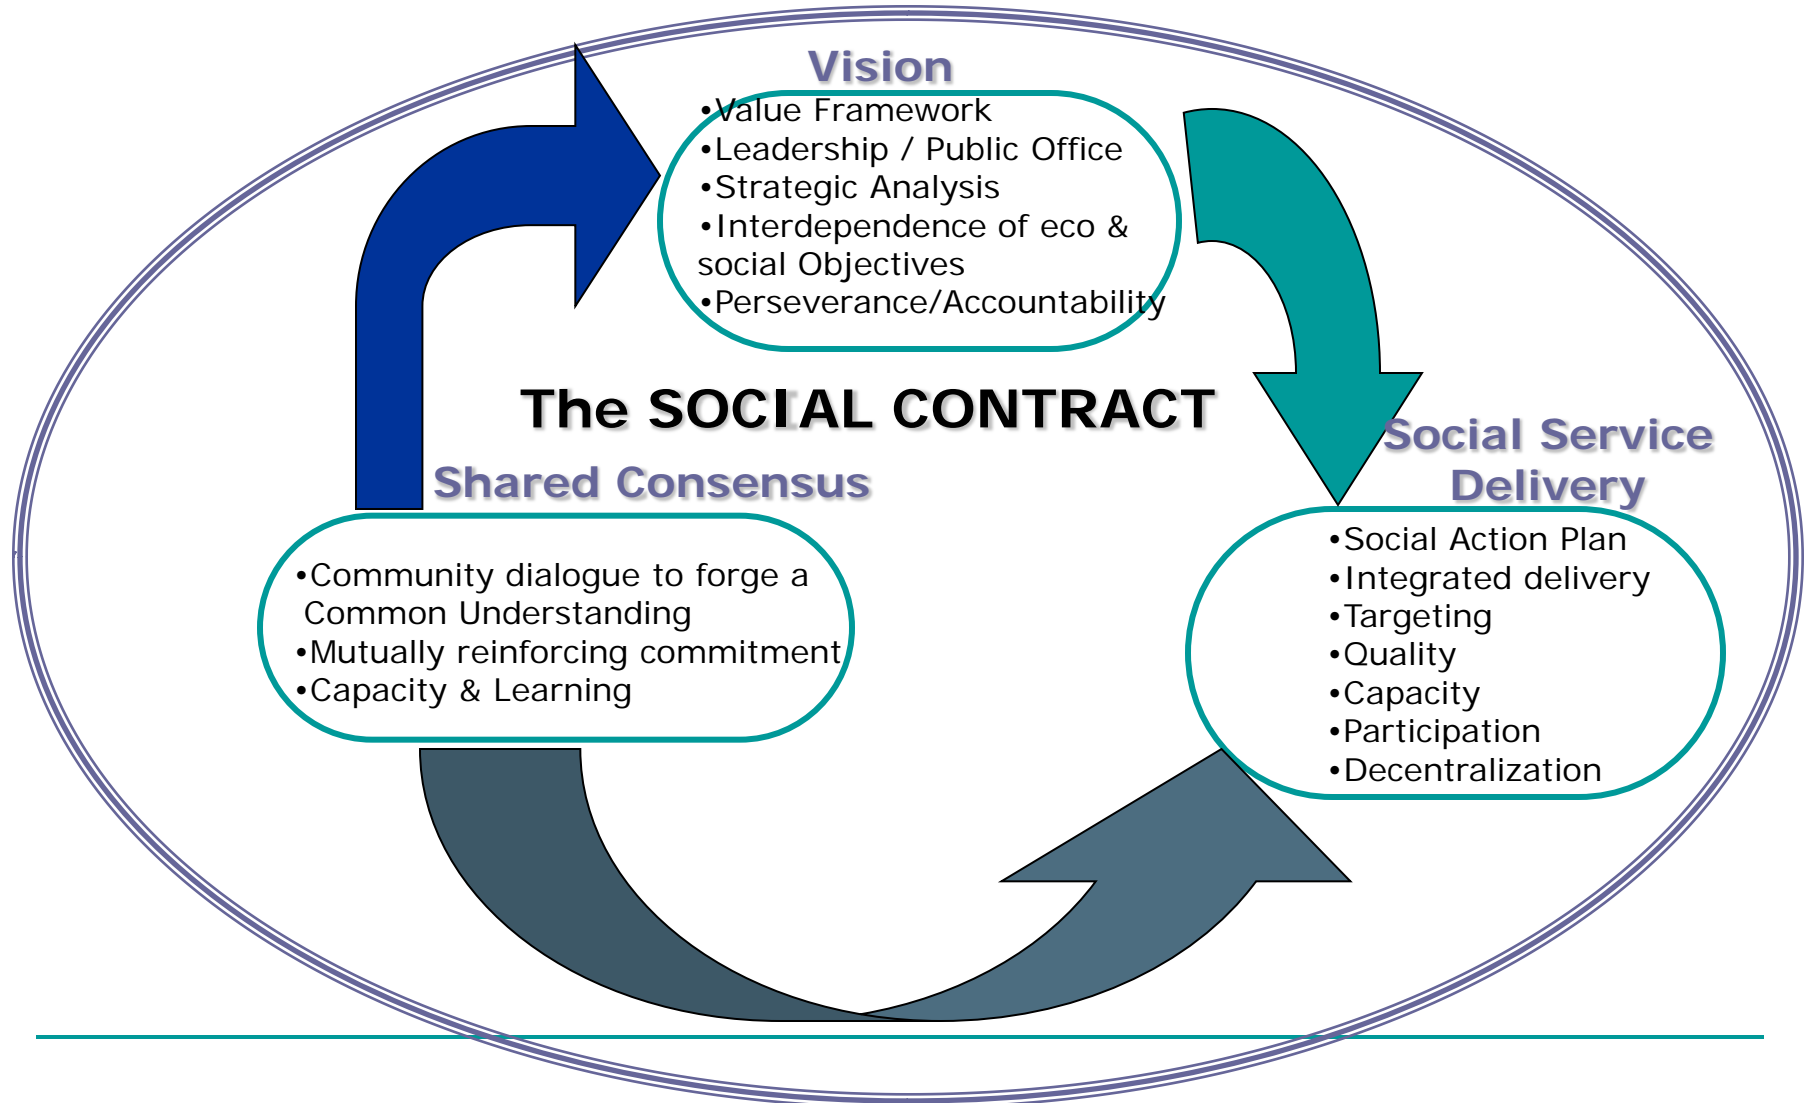 Vision
•Value Framework
•Leadership / Public Office
•Strategic Analysis
•Interdependence of eco &
social Objectives
•Perseverance/Accountability
The SOCIAL CONTRACT
Shared Consensus
•Community dialogue to forge a
Common Understanding
•Mutually reinforcing commitment
•Capacity & Learning
Social Service
Delivery
•Social Action Plan
•Integrated delivery
•Targeting
•Quality
•Capacity
•Participation
•Decentralization